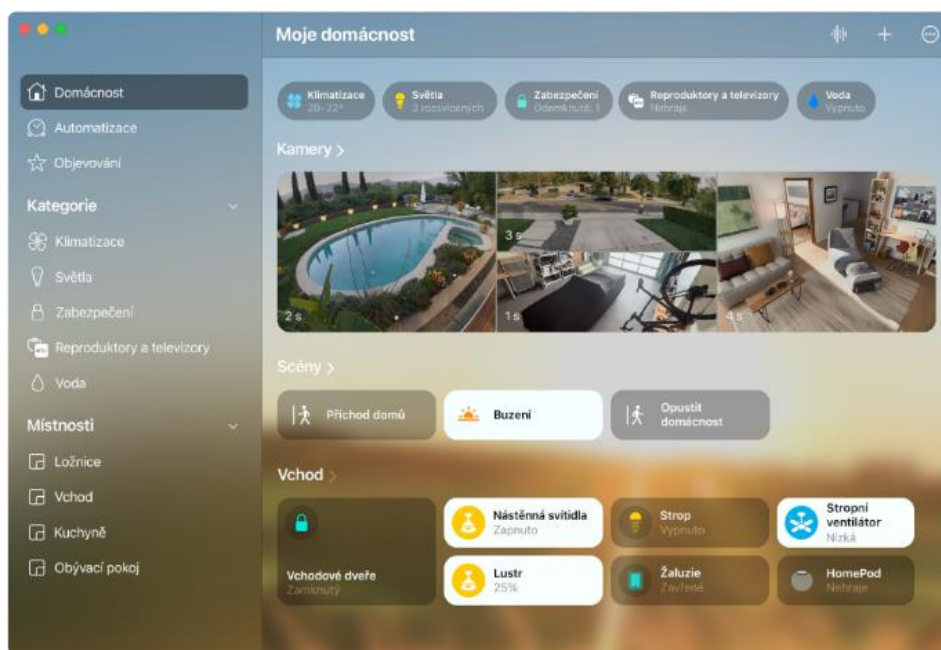 Moje domácnost
Domácnost
Automatizace
Objevování
Kategorie
Klimatizace
Světla
Zabezpečení
Reproduktory a televizory
Voda
Místnosti
Ložnice
Vchod
Kuchyně
Obývací pokoj
Klimatizace
20–22°
Světla
3 rozsvícených
Zabezpečení
Odemknuté: 1
Reproduktory a televizory
Nehraje
Voda
Vypnuto
Kamery
2 s
3 s
1 s
4 s
Scény
Příchod domů
Buzení
Opustit
domácnost
Vchod
Vchodové dveře
Zamknutý
Nástěnná svítidla
Zapnuto
Strop
Vypnuto
Stropní
ventilátor
Nízká
Lustr
25%
Žaluzie
Zavřené
HomePod
Nehraje